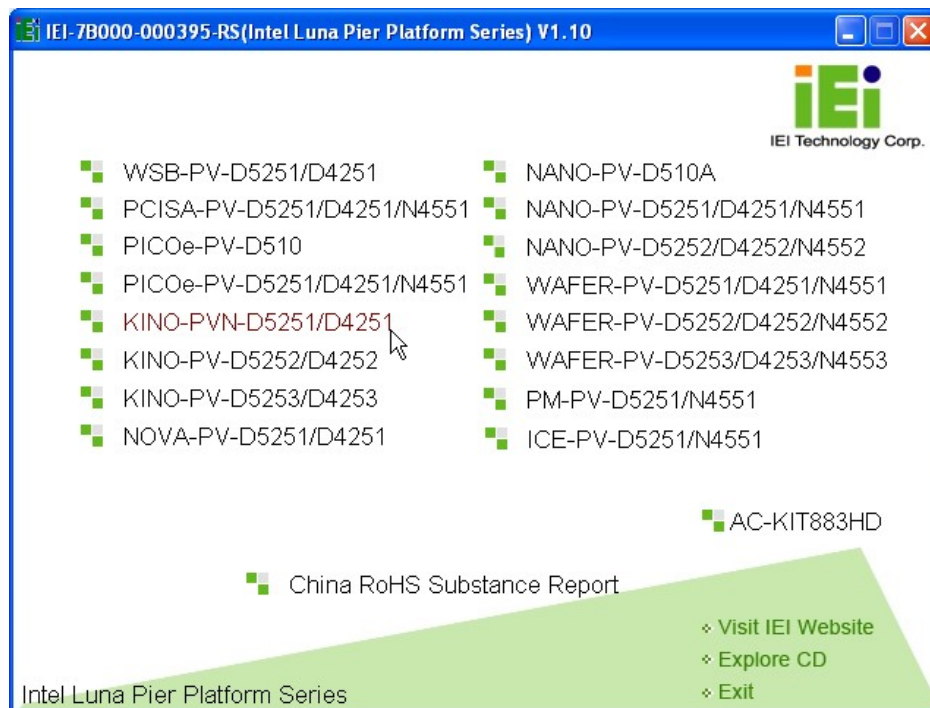 IEI-7B000-000395-RS(Intel Luna Pier Platform Series) V1.10
iEi
IEI Technology Corp.
WSB-PV-D5251/D4251
PCISA-PV-D5251/D4251/N4551
PICOe-PV-D510
PICOe-PV-D5251/D4251/N4551
KINO-PVN-D5251/D4251
KINO-PV-D5252/D4252
KINO-PV-D5253/D4253
NOVA-PV-D5251/D4251
NANO-PV-D510A
NANO-PV-D5251/D4251/N4551
NANO-PV-D5252/D4252/N4552
WAFER-PV-D5251/D4251/N4551
WAFER-PV-D5252/D4252/N4552
WAFER-PV-D5253/D4253/N4553
PM-PV-D5251/N4551
ICE-PV-D5251/N4551
AC-KIT883HD
China RoHS Substance Report
Visit IEI Website
Explore CD
Exit
Intel Luna Pier Platform Series